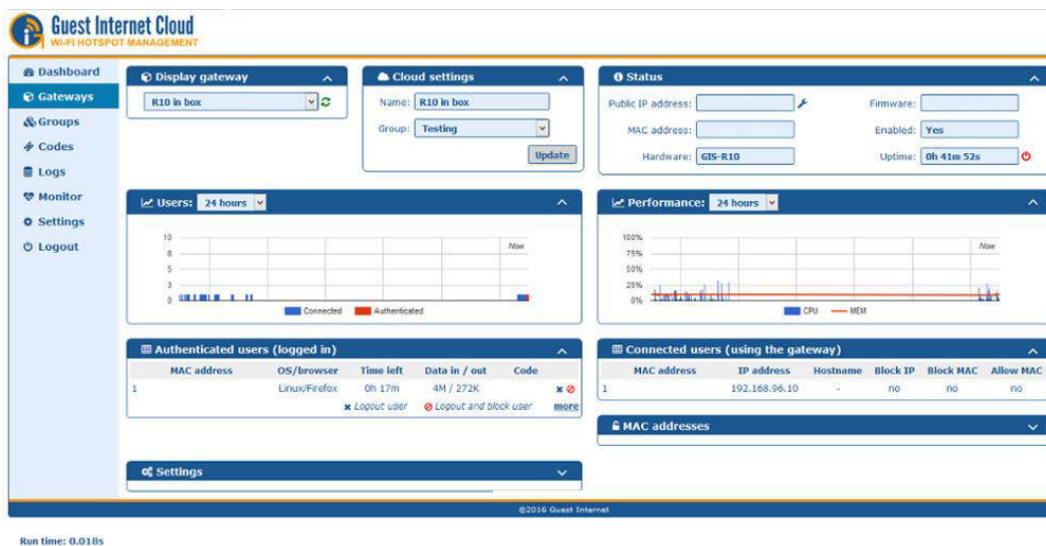 Guest Internet Cloud
WI-FI HOTSPOT MANAGEMENT
Dashboard
Gateways
Groups
Codes
Logs
Monitor
Settings
Logout
Display gateway
R10 in box
Cloud settings
Name: R10 in box
Group: Testing
Update
Status
Public IP address: Firmware:
MAC address: Enabled: Yes
Hardware: GIS-R10 Uptime: 0h 41m 52s
Users: 24 hours
10
8
5
3
0
Now
Connected Authenticated
Performance: 24 hours
100%
75%
50%
25%
0%
Now
CPU MEM
Authenticated users (logged in)
MAC address OS/browser Time left Data in / out Code
1 Linux/Firefox 0h 17m 4M / 272K
Logout user Logout and block user more
Connected users (using the gateway)
MAC address IP address Hostname Block IP Block MAC Allow MAC
1 192.168.96.10 - no no no
MAC addresses
Settings
©2016 Guest Internet
Run time: 0.018s